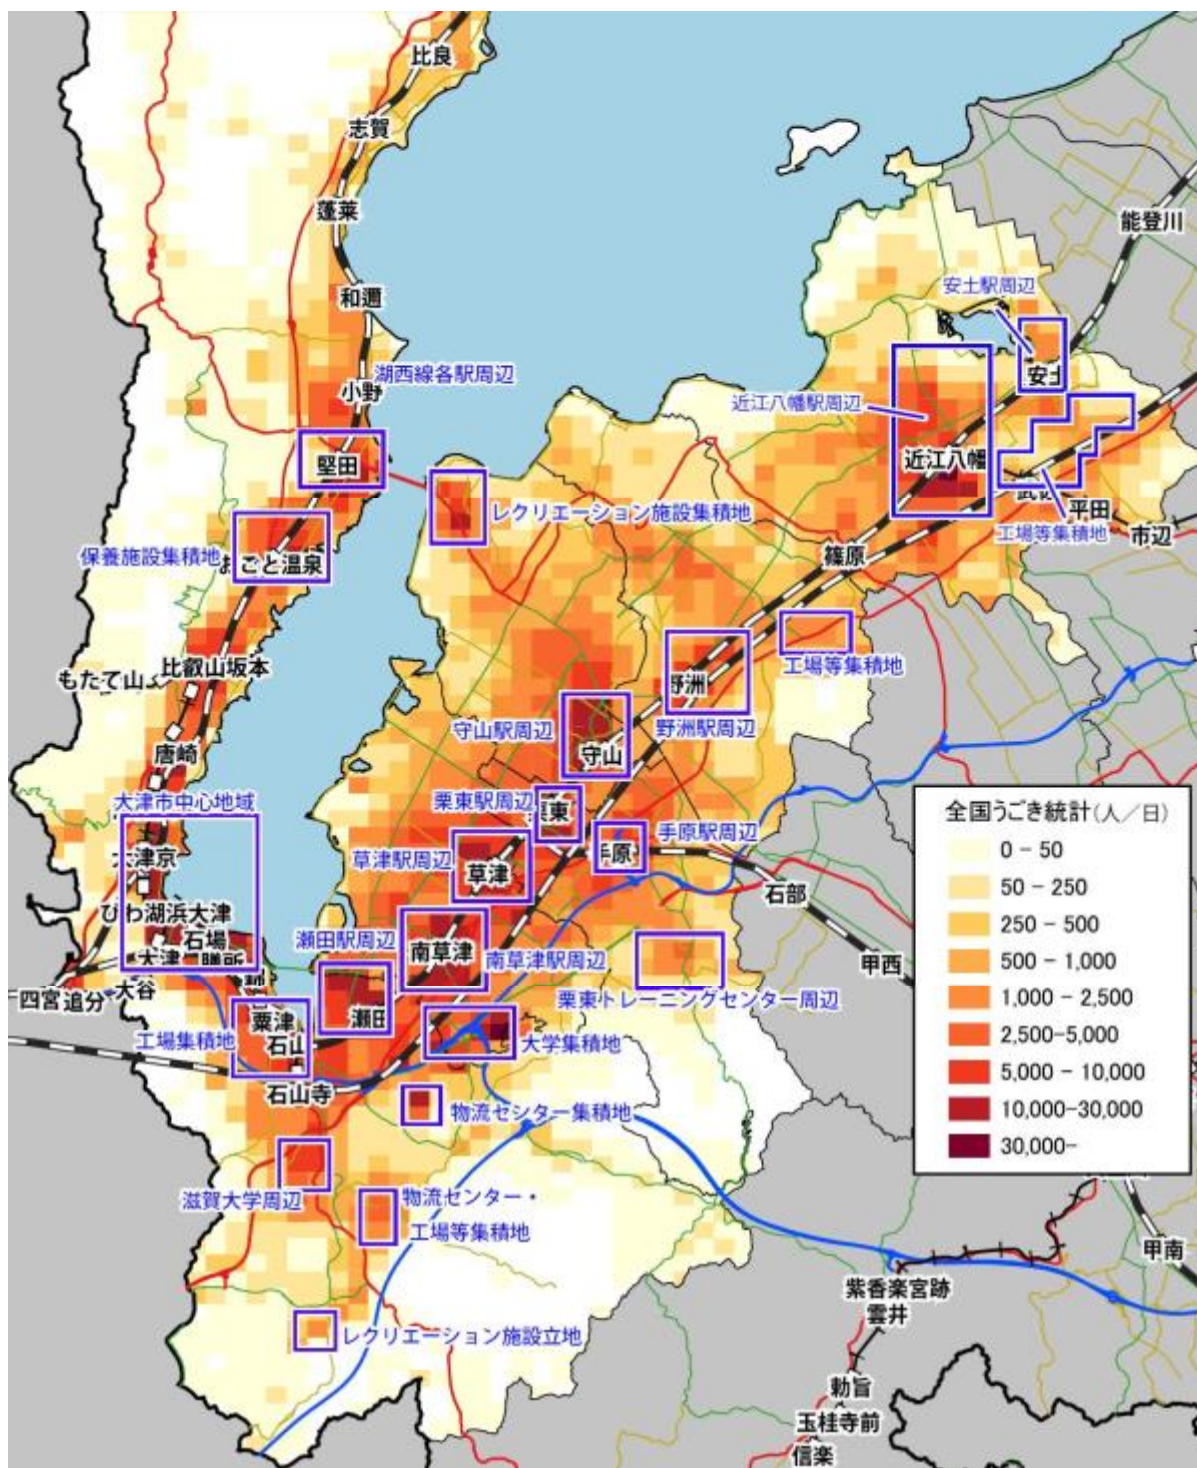 比良
志賀
蓬莱
能登川
安土駅周辺
和邇
湖西線各駅周辺
小野
安土
近江八幡駅周辺
堅田
近江八幡
レクリエーション施設集積地
平田
工場等集積地
市辺
保養施設集積地
おごと温泉
篠原
比叡山坂本
もたて山
工場等集積地
野洲
守山駅周辺
野洲駅周辺
守山
唐崎
大津市中心地域
栗東駅周辺
栗東
手原駅周辺
草津駅周辺
手原
草津
大津京
石部
びわ湖浜大津
瀬田駅周辺
石場
南草津
南草津駅周辺
大津
膳所
甲西
四宮
追分
大谷
栗東トレーニングセンター周辺
粟津
瀬田
工場集積地
石山
大学集積地
石山寺
物流センター集積地
滋賀大学周辺
物流センター・
工場等集積地
レクリエーション施設立地
甲南
紫香楽宮跡
雲井
勅旨
玉桂寺前
信楽
全国うごき統計(人／日)
0 - 50
50 - 250
250 - 500
500 - 1,000
1,000 - 2,500
2,500-5,000
5,000 - 10,000
10,000-30,000
30,000-